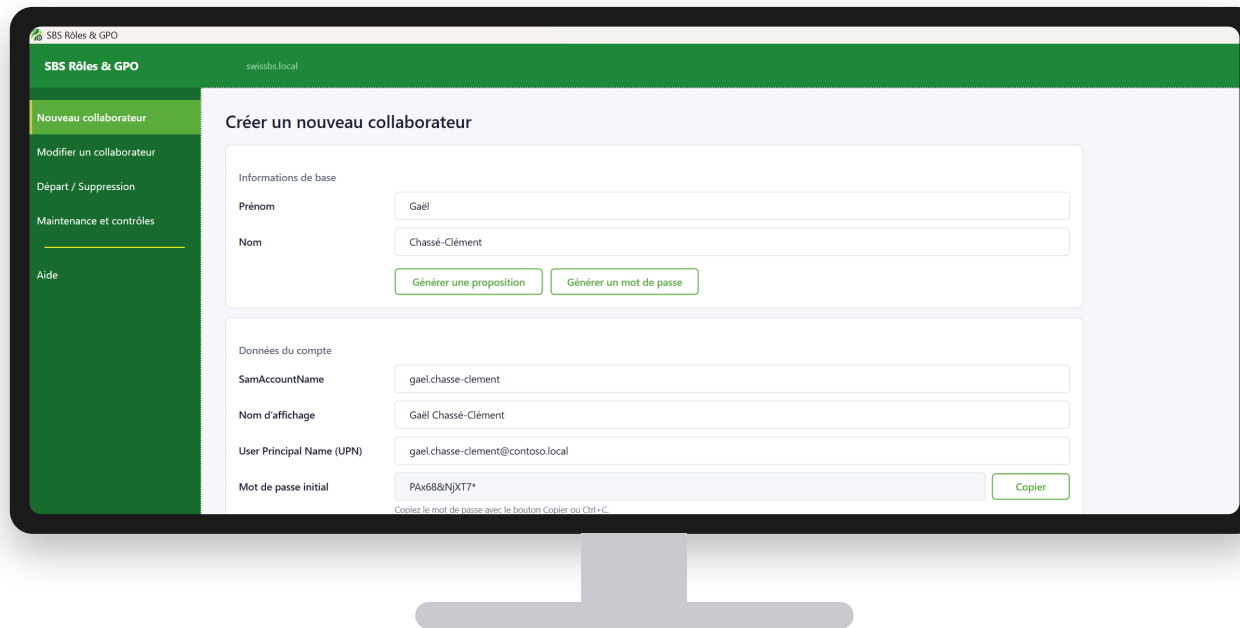 SBS Rôles & GPO
SBS Rôles & GPO
swissbs.local
Nouveau collaborateur
Modifier un collaborateur
Départ / Suppression
Maintenance et contrôles
Aide
Créer un nouveau collaborateur
Informations de base
Prénom
Gaël
Nom
Chassé-Clément
Générer une proposition
Générer un mot de passe
Données du compte
SamAccountName
gael.chasse-clement
Nom d'affichage
Gaël Chassé-Clément
User Principal Name (UPN)
gael.chasse-clement@contoso.local
Mot de passe initial
PAx68&NjXT7*
Copier
Copiez le mot de passe avec le bouton Copier ou Ctrl+C.